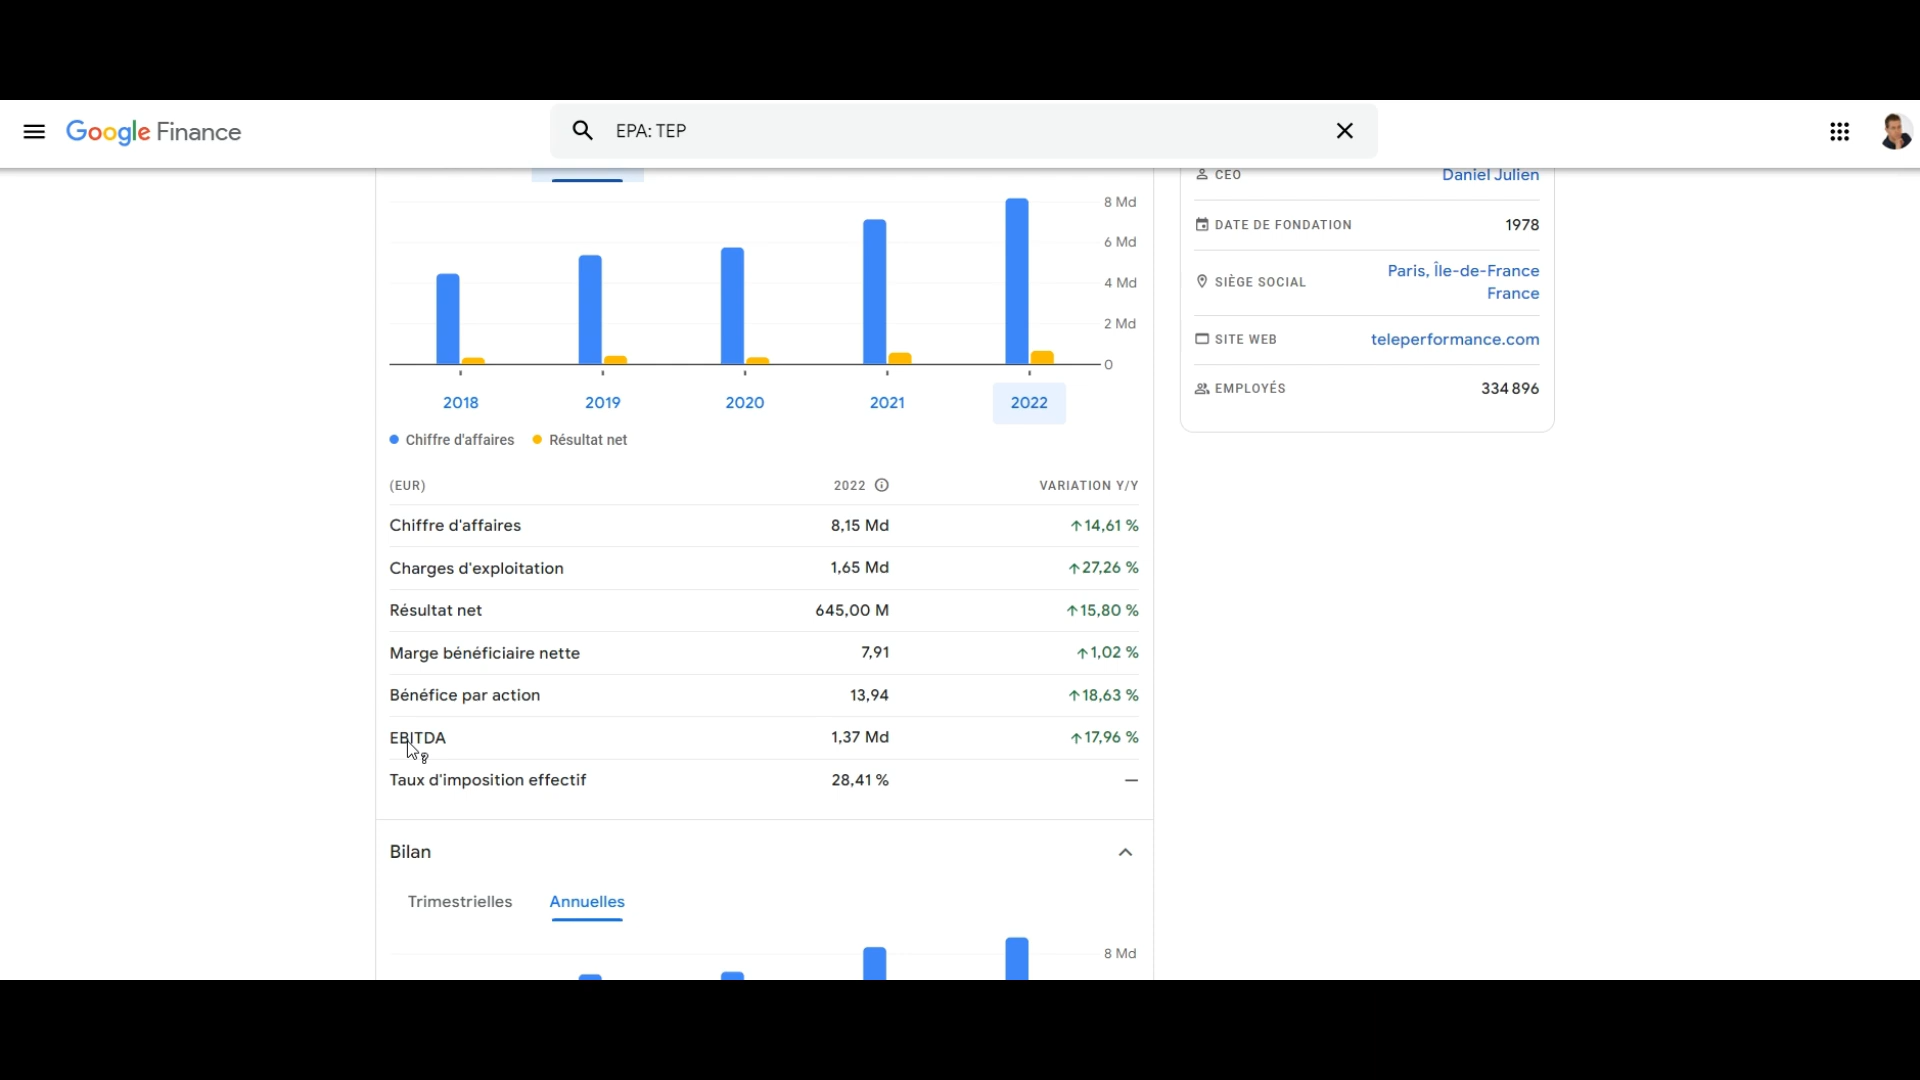 Google Finance
EPA: TEP
CEO
Daniel Julien
DATE DE FONDATION
1978
SIÈGE SOCIAL
Paris, Île-de-France
France
SITE WEB
teleperformance.com
EMPLOYÉS
334 896
8 Md
6 Md
4 Md
2 Md
0
2018 2019 2020 2021 2022
Chiffre d'affaires Résultat net
(EUR) 2022 VARIATION Y/Y
Chiffre d'affaires 8,15 Md ↑14,61 %
Charges d'exploitation 1,65 Md ↑27,26 %
Résultat net 645,00 M ↑15,80 %
Marge bénéficiaire nette 7,91 ↑1,02 %
Bénéfice par action 13,94 ↑18,63 %
EBITDA 1,37 Md ↑17,96 %
Taux d'imposition effectif 28,41 % —
Bilan
Trimestrielles Annuelles
8 Md